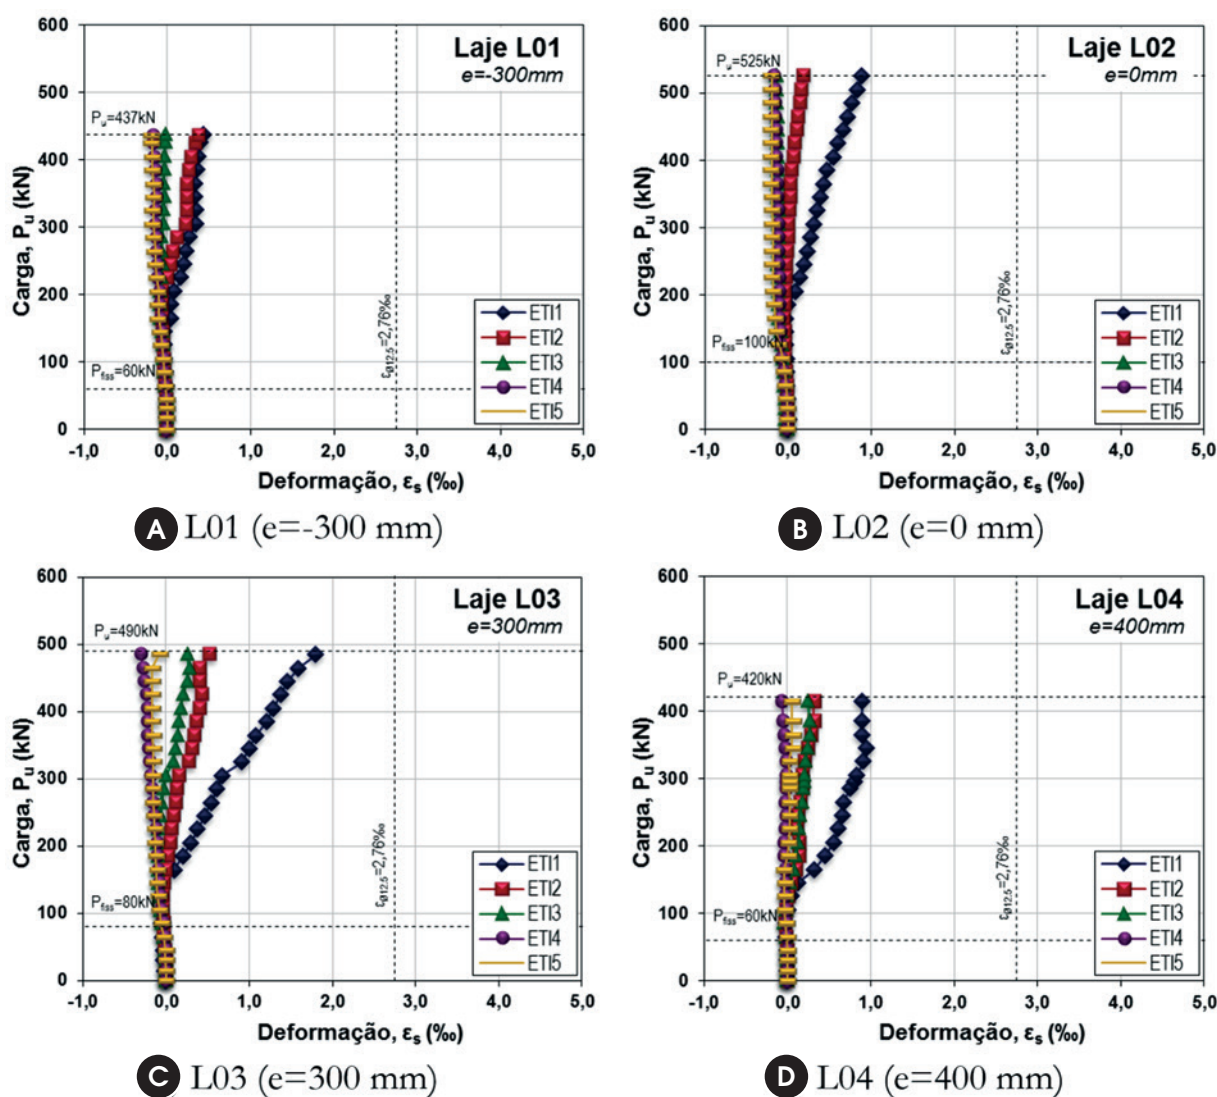 Laje L01
e=-300mm
Carga, Pu (kN)
600
500
400
300
200
100
0
Pu=437kN
Pfiss=60kN
εø12.5=2,76‰
ETI1
ETI2
ETI3
ETI4
ETI5
-1,0 0,0 1,0 2,0 3,0 4,0 5,0
Deformação, εs (‰)
A L01 (e=-300 mm)
Laje L02
e=0mm
Carga, Pu (kN)
600
500
400
300
200
100
0
Pu=525kN
Pfiss=100kN
εø12.5=2,76‰
ETI1
ETI2
ETI3
ETI4
ETI5
-1,0 0,0 1,0 2,0 3,0 4,0 5,0
Deformação, εs (‰)
B L02 (e=0 mm)
Laje L03
e=300mm
Carga, Pu (kN)
600
500
400
300
200
100
0
Pu=490kN
Pfiss=80kN
εø12.5=2,76‰
ETI1
ETI2
ETI3
ETI4
ETI5
-1,0 0,0 1,0 2,0 3,0 4,0 5,0
Deformação, εs (‰)
C L03 (e=300 mm)
Laje L04
e=400mm
Carga, Pu (kN)
600
500
400
300
200
100
0
Pu=420kN
Pfiss=60kN
εø12.5=2,76‰
ETI1
ETI2
ETI3
ETI4
ETI5
-1,0 0,0 1,0 2,0 3,0 4,0 5,0
Deformação, εs (‰)
D L04 (e=400 mm)